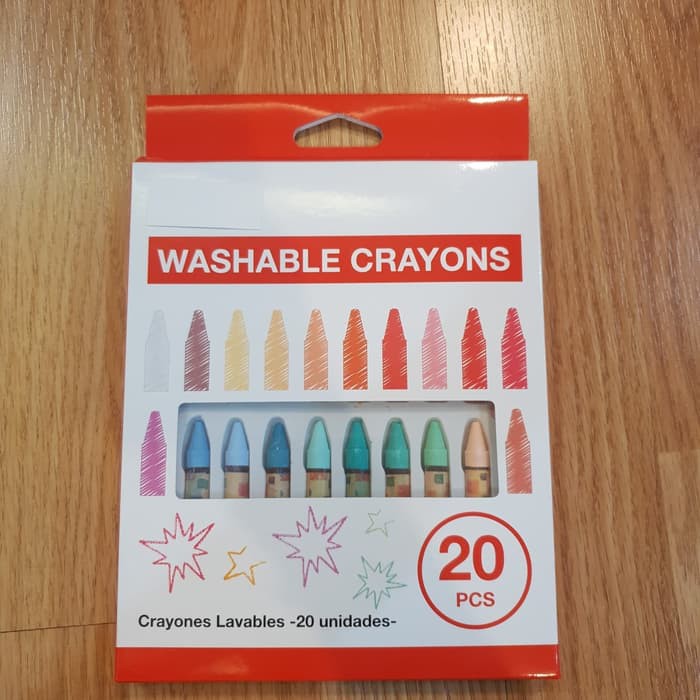 WASHABLE CRAYONS
20
PCS
Crayones Lavables -20 unidades-